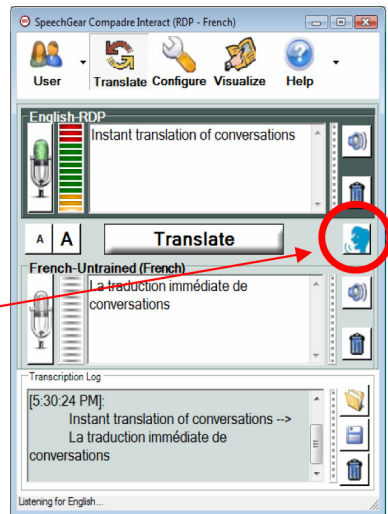 SpeechGear Compadre Interact (RDP - French)
User Translate Configure Visualize Help
English-RDP
Instant translation of conversations
A A Translate
French-Untrained (French)
La traduction immédiate de
conversations
Transcription Log
[5:30:24 PM]:
Instant translation of conversations -->
La traduction immédiate de
conversations
Listening for English...